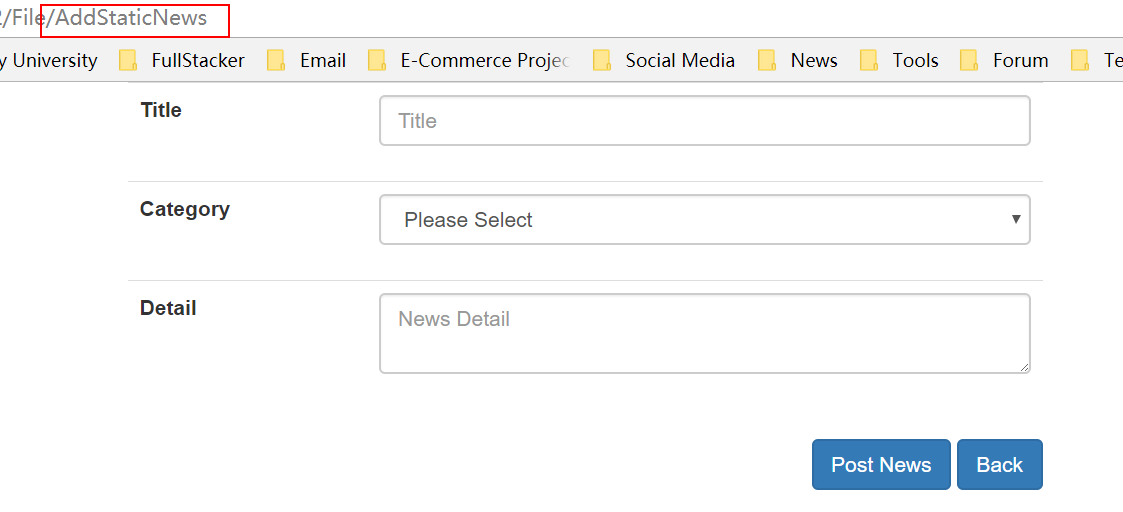 2/File/AddStaticNews
y University FullStacker Email E-Commerce Projec Social Media News Tools Forum Te
Title
Title
Category
Please Select
Detail
News Detail
Post News Back